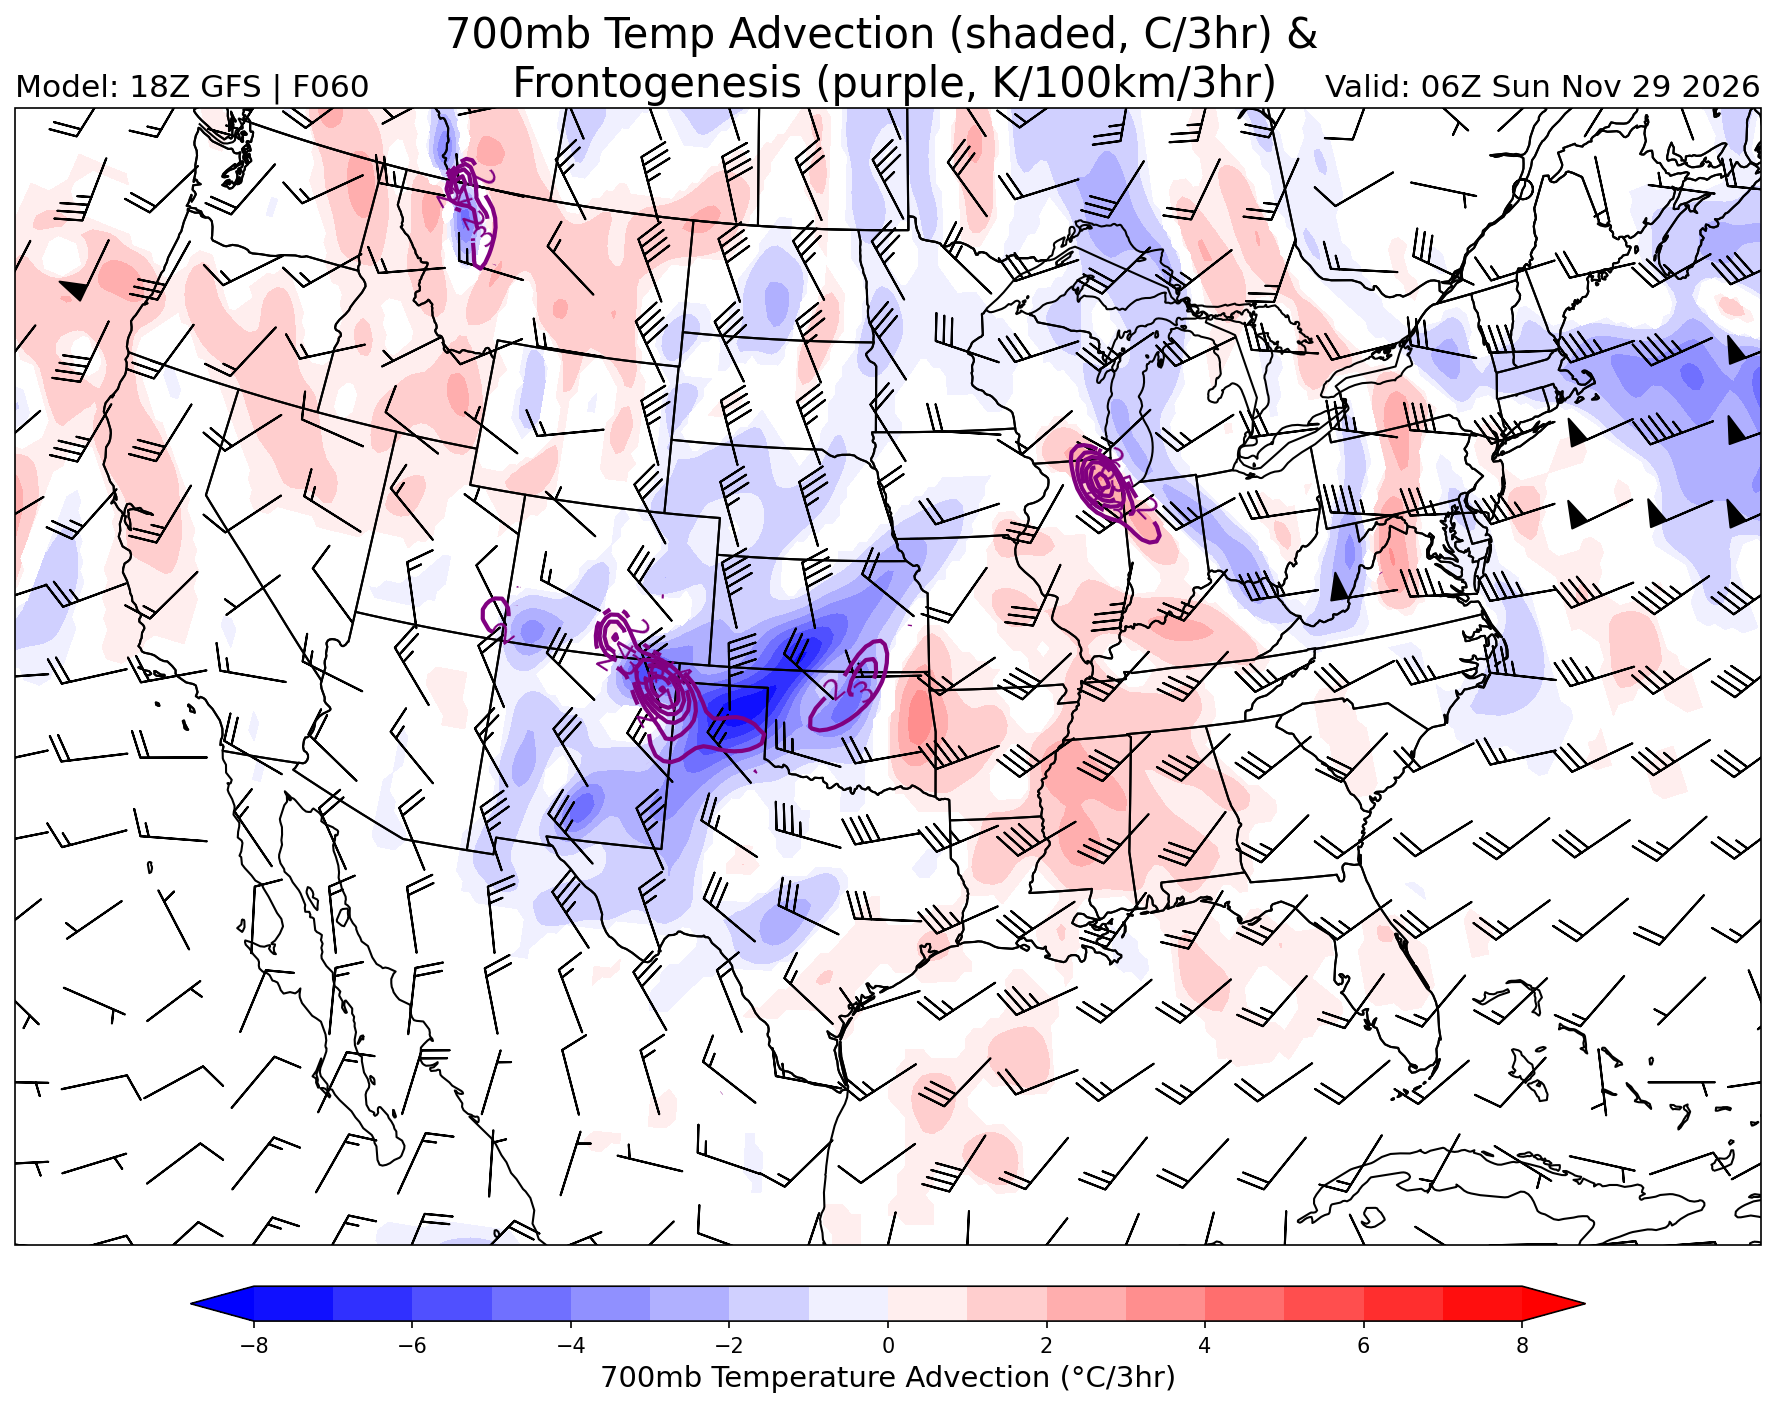 700mb Temp Advection (shaded, C/3hr) &
Frontogenesis (purple, K/100km/3hr)
Model: 18Z GFS | F060
Valid: 06Z Sun Nov 29 2026
−8 −6 −4 −2 0 2 4 6 8
700mb Temperature Advection (°C/3hr)